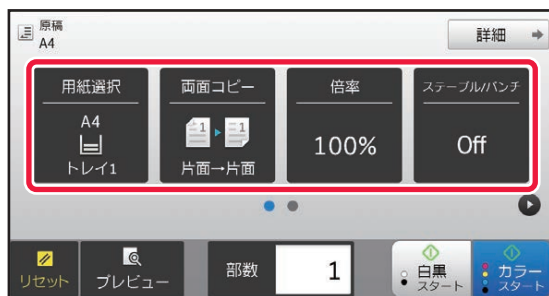 原稿
A4
詳細
用紙選択
両面コピー
倍率
ステープル/パンチ
A4
トレイ1
1
1
片面→片面
100%
Off
リセット
プレビュー
部数
1
白黒
スタート
カラー
スタート